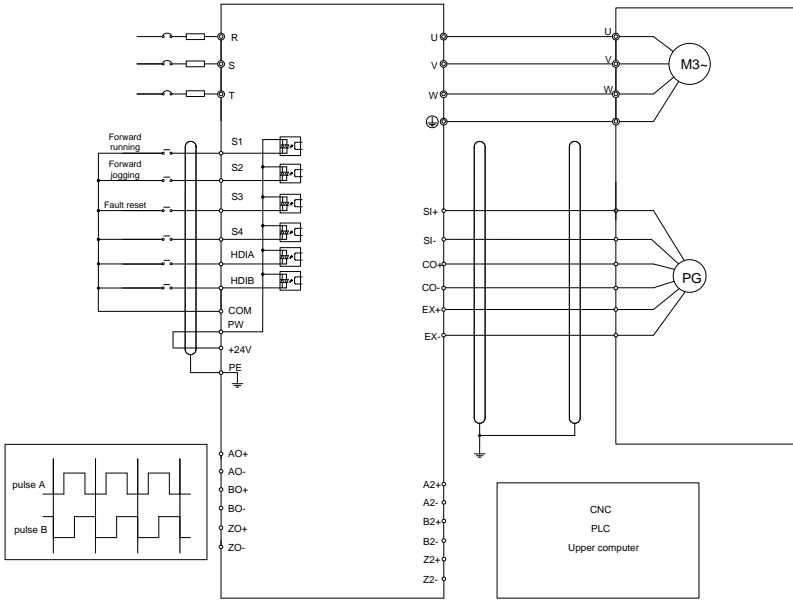 R
S
T
U
V
W
U
V
W
M3~
Forward
running
Forward
jogging
Fault reset
S1
S2
S3
S4
HDIA
HDIB
COM
PW
+24V
PE
SI+
SI-
CO+
CO-
EX+
EX-
PG
pulse A
pulse B
AO+
AO-
BO+
BO-
ZO+
ZO-
A2+
A2-
B2+
B2-
Z2+
Z2-
CNC
PLC
Upper computer